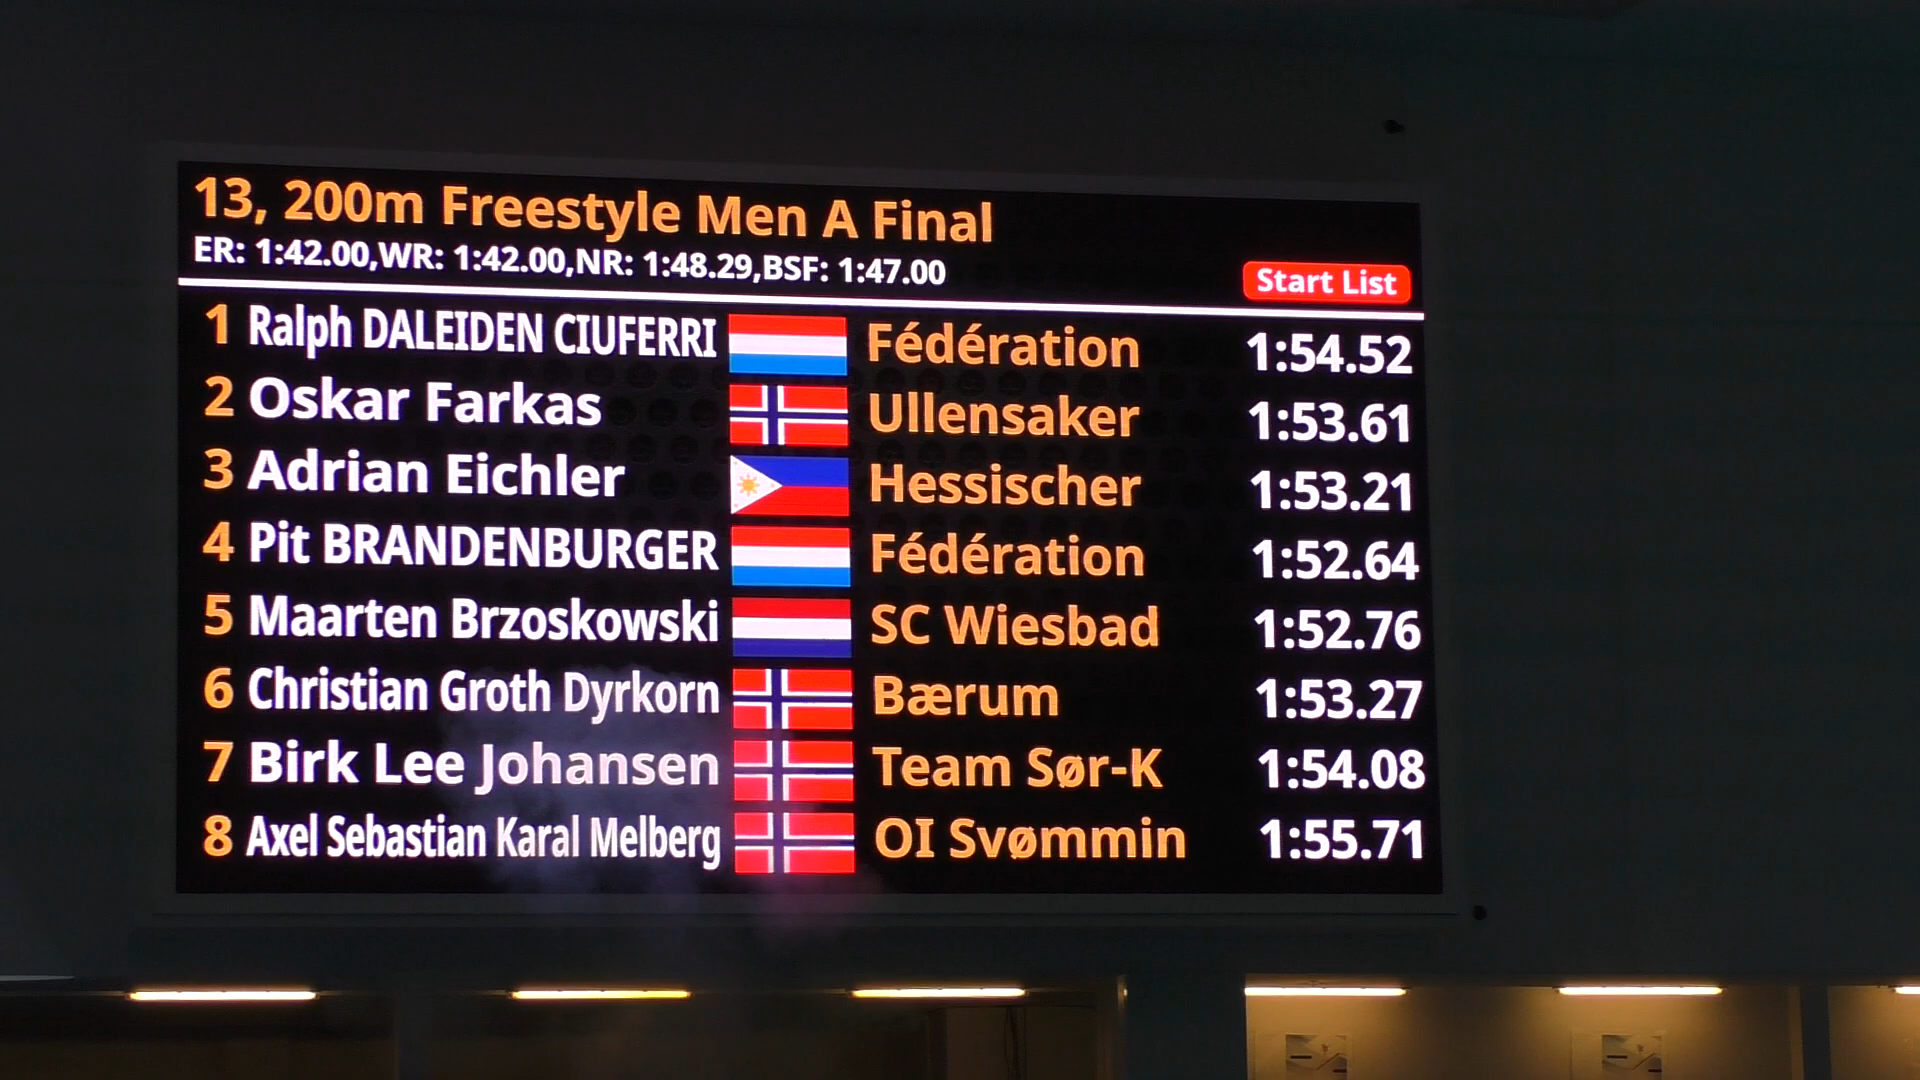 13, 200m Freestyle Men A Final
ER: 1:42.00,WR: 1:42.00,NR: 1:48.29,BSF: 1:47.00
Start List
1 Ralph DALEIDEN CIUFERRI Fédération 1:54.52
2 Oskar Farkas Ullensaker 1:53.61
3 Adrian Eichler Hessischer 1:53.21
4 Pit BRANDENBURGER Fédération 1:52.64
5 Maarten Brzoskowski SC Wiesbad 1:52.76
6 Christian Groth Dyrkorn Bærum 1:53.27
7 Birk Lee Johansen Team Sør-K 1:54.08
8 Axel Sebastian Karal Melberg OI Svømmin 1:55.71